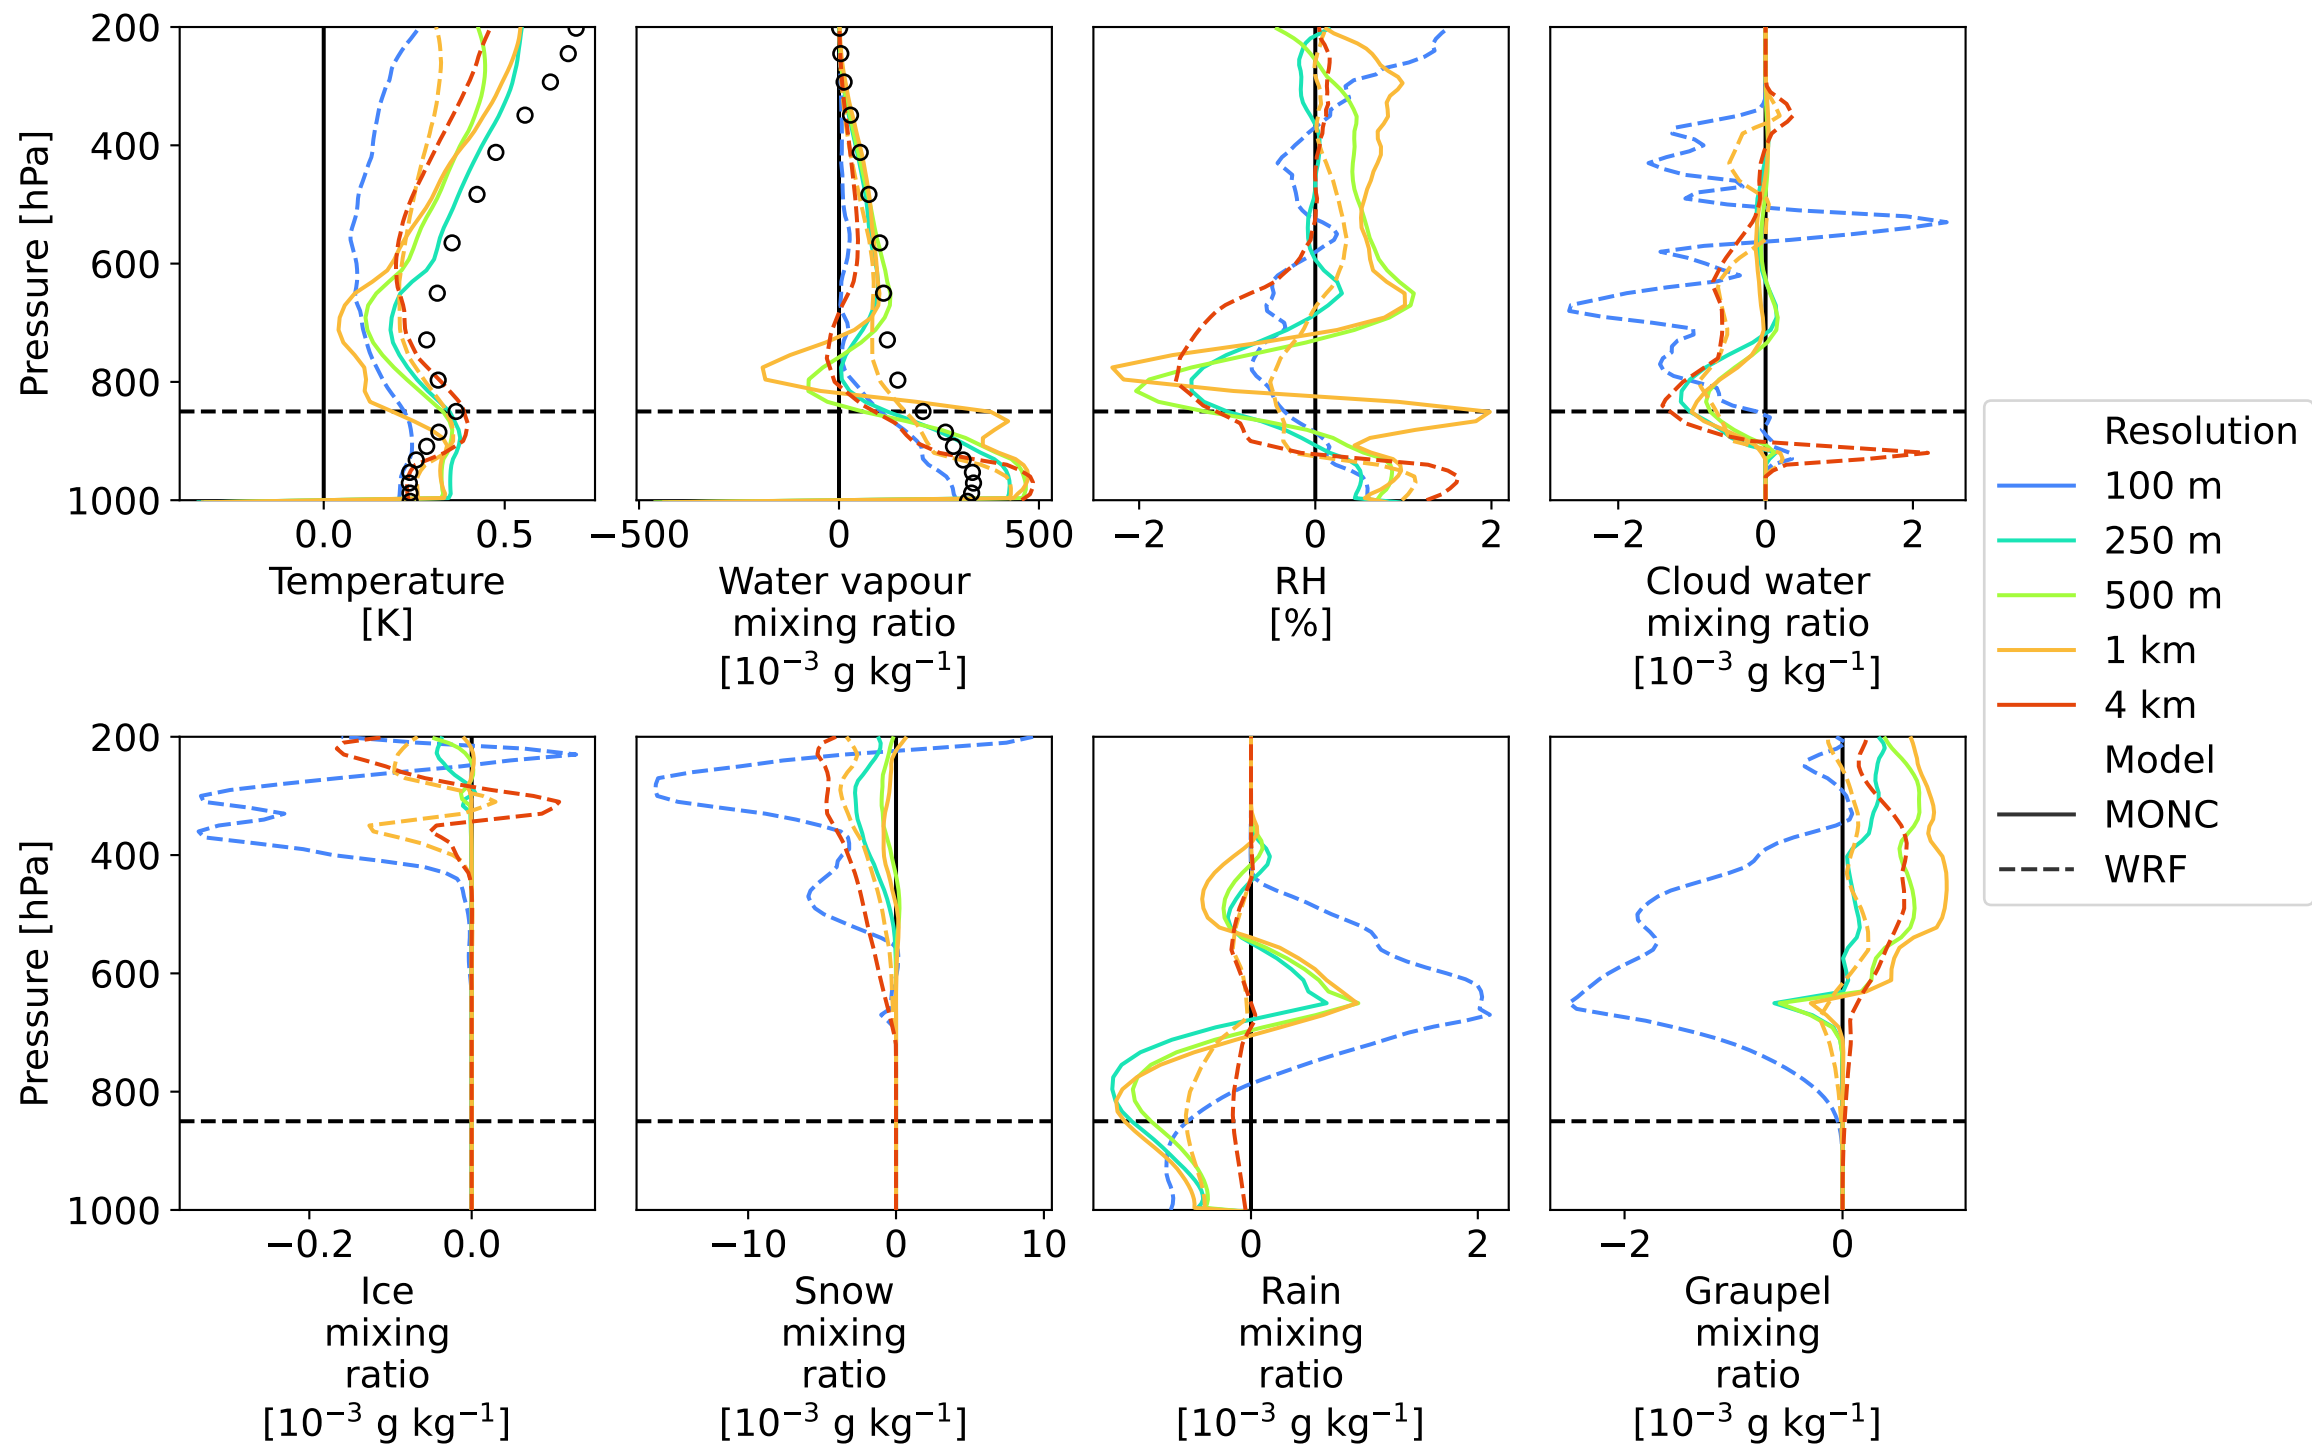 200
400
600
800
1000
Pressure [hPa]
0.0 0.5
Temperature
[K]
−500 0 500
Water vapour
mixing ratio
[10⁻³ g kg⁻¹]
−2 0 2
RH
[%]
−2 0 2
Cloud water
mixing ratio
[10⁻³ g kg⁻¹]
Resolution
100 m
250 m
500 m
1 km
4 km
Model
MONC
WRF
200
400
600
800
1000
Pressure [hPa]
−0.2 0.0
Ice
mixing
ratio
[10⁻³ g kg⁻¹]
−10 0 10
Snow
mixing
ratio
[10⁻³ g kg⁻¹]
0 2
Rain
mixing
ratio
[10⁻³ g kg⁻¹]
−2 0
Graupel
mixing
ratio
[10⁻³ g kg⁻¹]